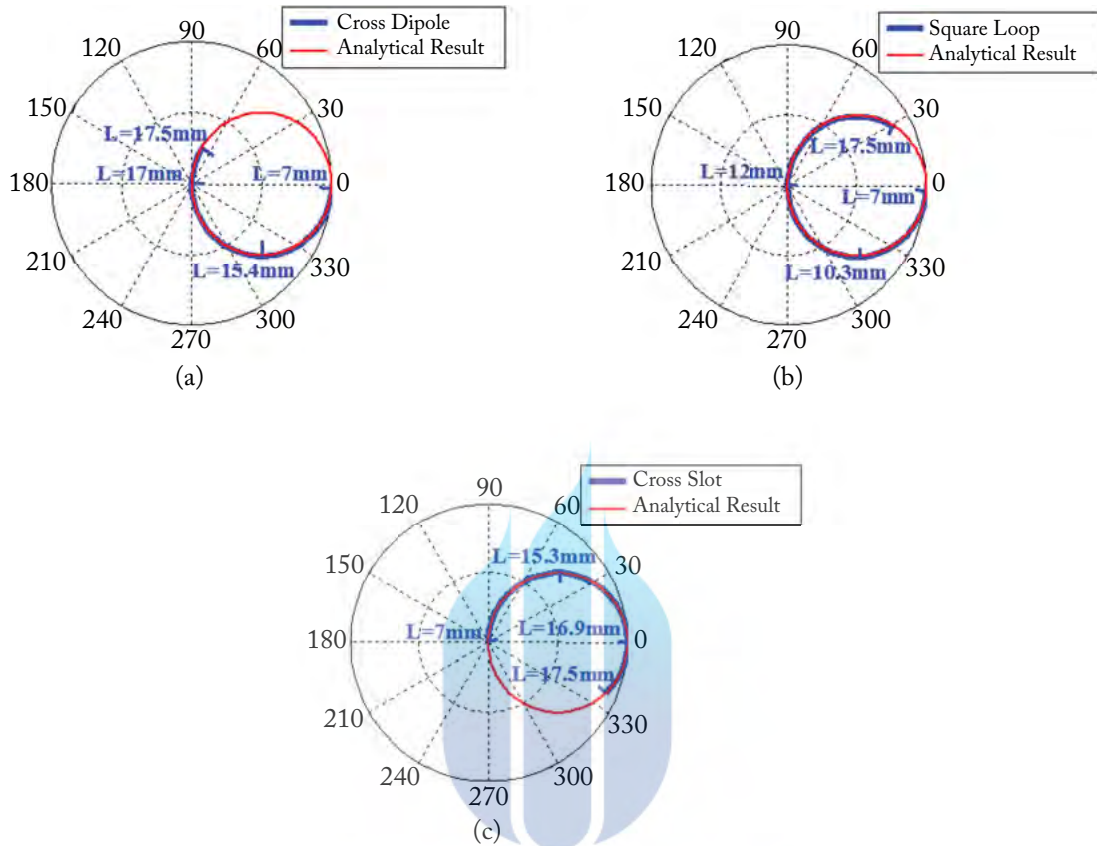 Cross Dipole
Analytical Result
90
120
60
150
30
L=17.5mm
180
L=17mm
L=7mm
0
210
L=15.4mm
330
240
300
270
(a)
Square Loop
Analytical Result
90
120
60
150
30
L=17.5mm
180
L=12mm
L=7mm
0
210
L=10.3mm
330
240
300
270
(b)
Cross Slot
Analytical Result
90
120
60
150
L=15.3mm
30
180
L=7mm
L=16.9mm
0
L=17.5mm
210
330
240
300
270
(c)